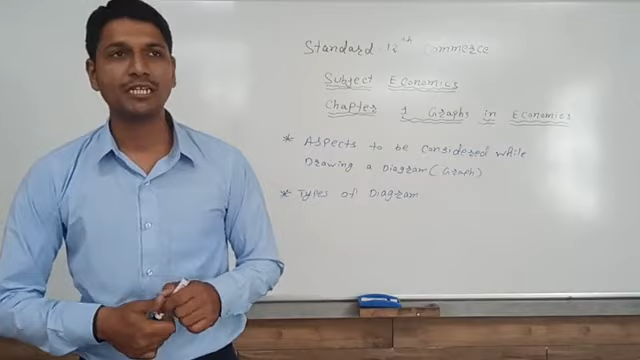 Standard - 12th Commerce
Subject Economics
Chapter 1 Graphs in Economics
* Aspects to be considered while
Drawing a Diagram (Graph)
* Types of Diagram